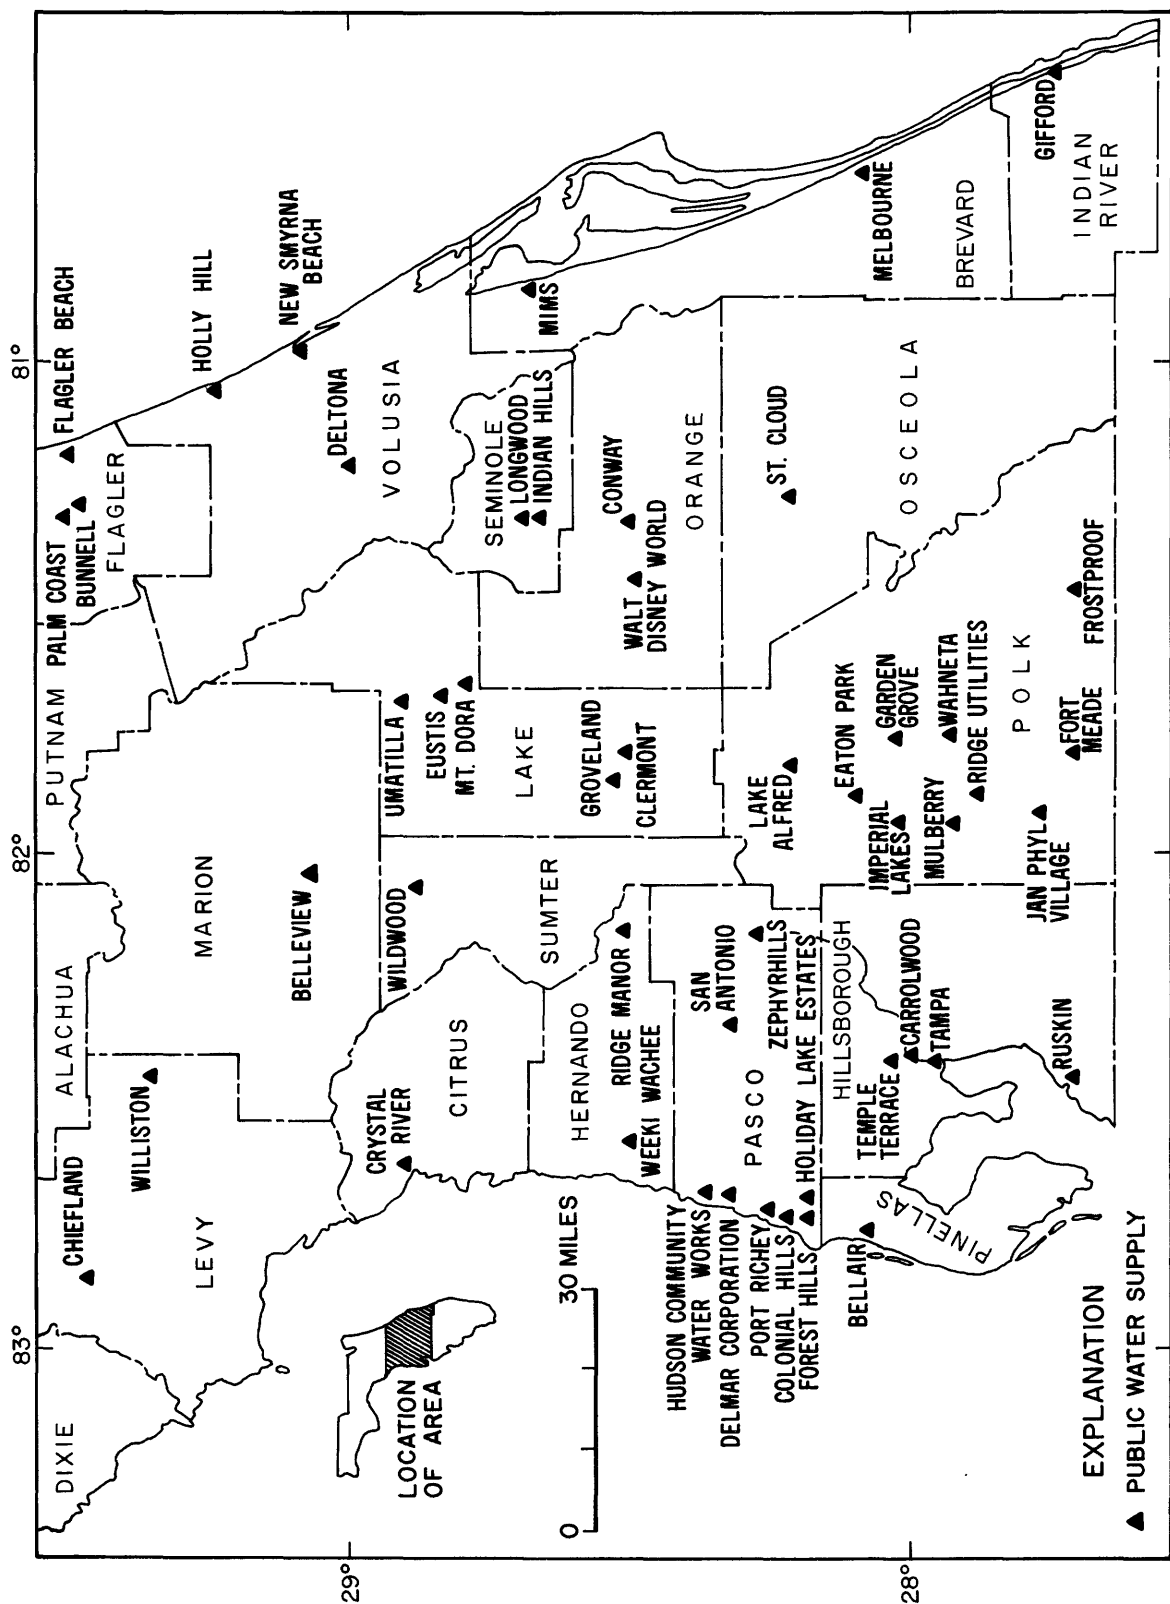 83°
82°
81°
29°
28°
DIXIE
CHIEFLAND
LEVY
WILLISTON
ALACHUA
MARION
BELLEVIEW
PUTNAM
PALM COAST
BUNNELL
FLAGLER
FLAGLER BEACH
HOLLY HILL
NEW SMYRNA
BEACH
DELTONA
VOLUSIA
LOCATION
OF AREA
CRYSTAL
RIVER
CITRUS
WILDWOOD
SUMTER
UMATILLA
EUSTIS
MT. DORA
LAKE
GROVELAND
CLERMONT
SEMINOLE
LONGWOOD
INDIAN HILLS
MIMS
CONWAY
WALT
DISNEY WORLD
ORANGE
0
30 MILES
HERNANDO
RIDGE MANOR
WEEKI WACHEE
HUDSON COMMUNITY
WATER WORKS
DELMAR CORPORATION
PORT RICHEY
COLONIAL HILLS
FOREST HILLS
PASCO
SAN
ANTONIO
ZEPHYRHILLS
HOLIDAY LAKE ESTATES
LAKE
ALFRED
ST. CLOUD
OSCEOLA
MELBOURNE
BREVARD
GIFFORD
INDIAN
RIVER
BELLAIR
PINELLAS
HILLSBOROUGH
TEMPLE
TERRACE
CARROLWOOD
TAMPA
RUSKIN
EATON PARK
IMPERIAL
LAKES
GARDEN
GROVE
MULBERRY
WAHNETA
RIDGE UTILITIES
POLK
JAN PHYL
VILLAGE
FORT
MEADE
FROSTPROOF
EXPLANATION
PUBLIC WATER SUPPLY